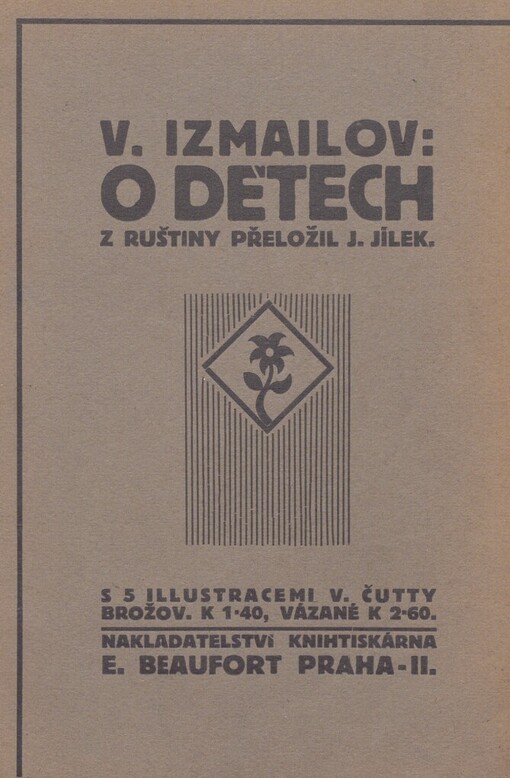 V. IZMAILOV:
O DĚTECH
Z RUŠTINY PŘELOŽIL J. JÍLEK.
S 5 ILLUSTRACEMI V. ČUTTY
BROŽOV. K 1·40, VÁZANÉ K 2·60.
NAKLADATELSTVÍ KNIHTISKÁRNA
E. BEAUFORT PRAHA-II.